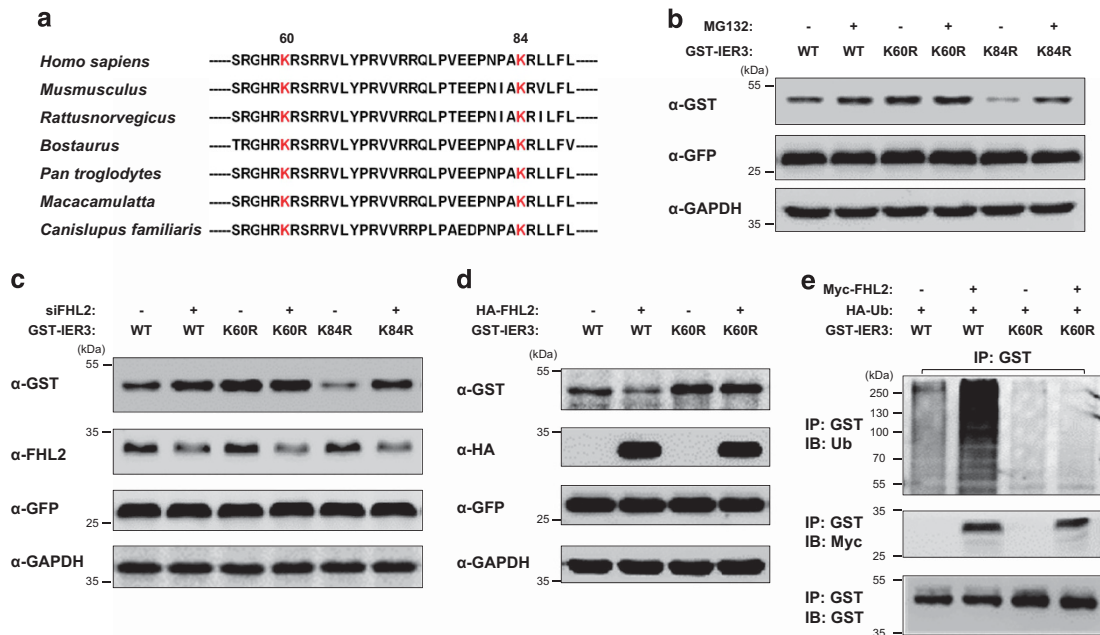 a
60 84
Homo sapiens -----SRGHRKRSRRVLYPRVVRRQLPVEEPNPAKRLLFL-----
Musmusculus -----SRGHRKRSRRVLYPRVVRRQLPTEEPNIAKRVLFL-----
Rattusnorvegicus -----SRGHRKRSRRVLYPRVVRRQLPTEEPNIAKRILFL-----
Bostaurus -----TRGHRKRSRRVLYPRVVRRQLPVEEPNPAKRLLFV-----
Pan troglodytes -----SRGHRKRSRRVLYPRVVRRQLPVEEPNPAKRLLFL-----
Macacamulatta -----SRGHRKRSRRVLYPRVVRRQLPVEEPNPAKRLLFL-----
Canislupus familiaris -----SRGHRKRSRRVLYPRVVRRPLPAEDPNPAKRLLFL-----
b
MG132: - + - + - +
GST-IER3: WT WT K60R K60R K84R K84R
(kDa)
55
α-GST
α-GFP
25
α-GAPDH
35
c
siFHL2: - + - + - +
GST-IER3: WT WT K60R K60R K84R K84R
(kDa)
55
α-GST
35
α-FHL2
α-GFP
25
α-GAPDH
35
d
HA-FHL2: - + - +
GST-IER3: WT WT K60R K60R
(kDa)
55
α-GST
35
α-HA
α-GFP
25
α-GAPDH
35
e
Myc-FHL2: - + - +
HA-Ub: + + + +
GST-IER3: WT WT K60R K60R
IP: GST
(kDa)
250
130
IP: GST
100
IB: Ub
70
55
35
IP: GST
IB: Myc
25
55
IP: GST
IB: GST
35